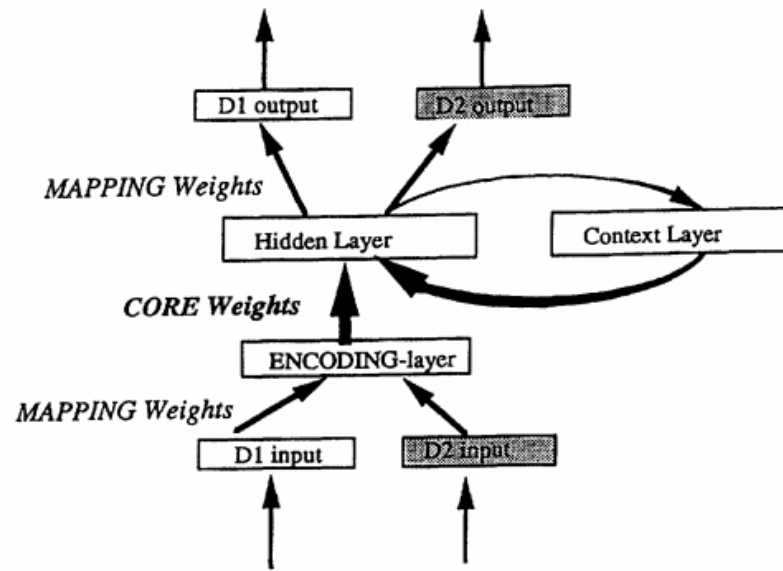 D1 output
D2 output
MAPPING Weights
Hidden Layer
Context Layer
CORE Weights
ENCODING-layer
MAPPING Weights
D1 input
D2 input